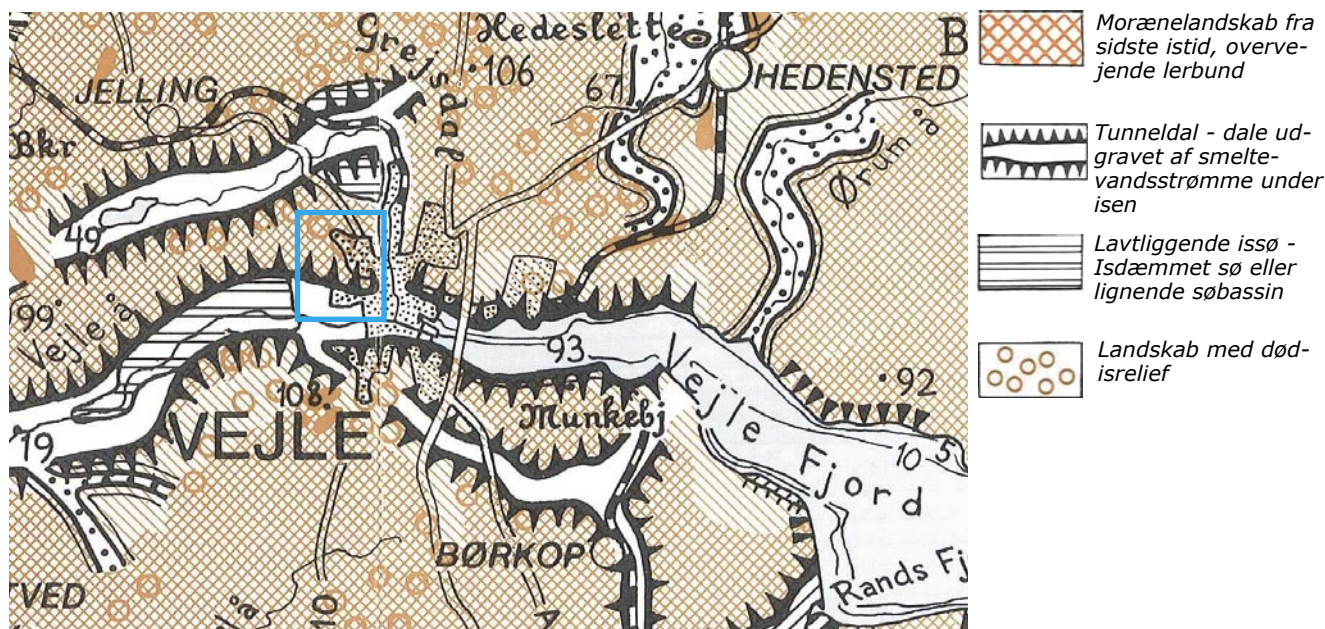 Grejsdal
Hedeslette
B
106
HEDENSTED
67
JELLING
Bkr
Ørum å
49
99
Vejle å
93
Vejle Fjord
92
108
VEJLE
Munkebj
10
5
19
BØRKOP
Rands Fj
TVED
10
A
Morænelandskab fra
sidste istid, overve-
jende lerbund
Tunneldal - dale ud-
gravet af smelte-
vandsstrømme under
isen
Lavtliggende issø -
Isdæmmet sø eller
lignende søbassin
Landskab med død-
isrelief